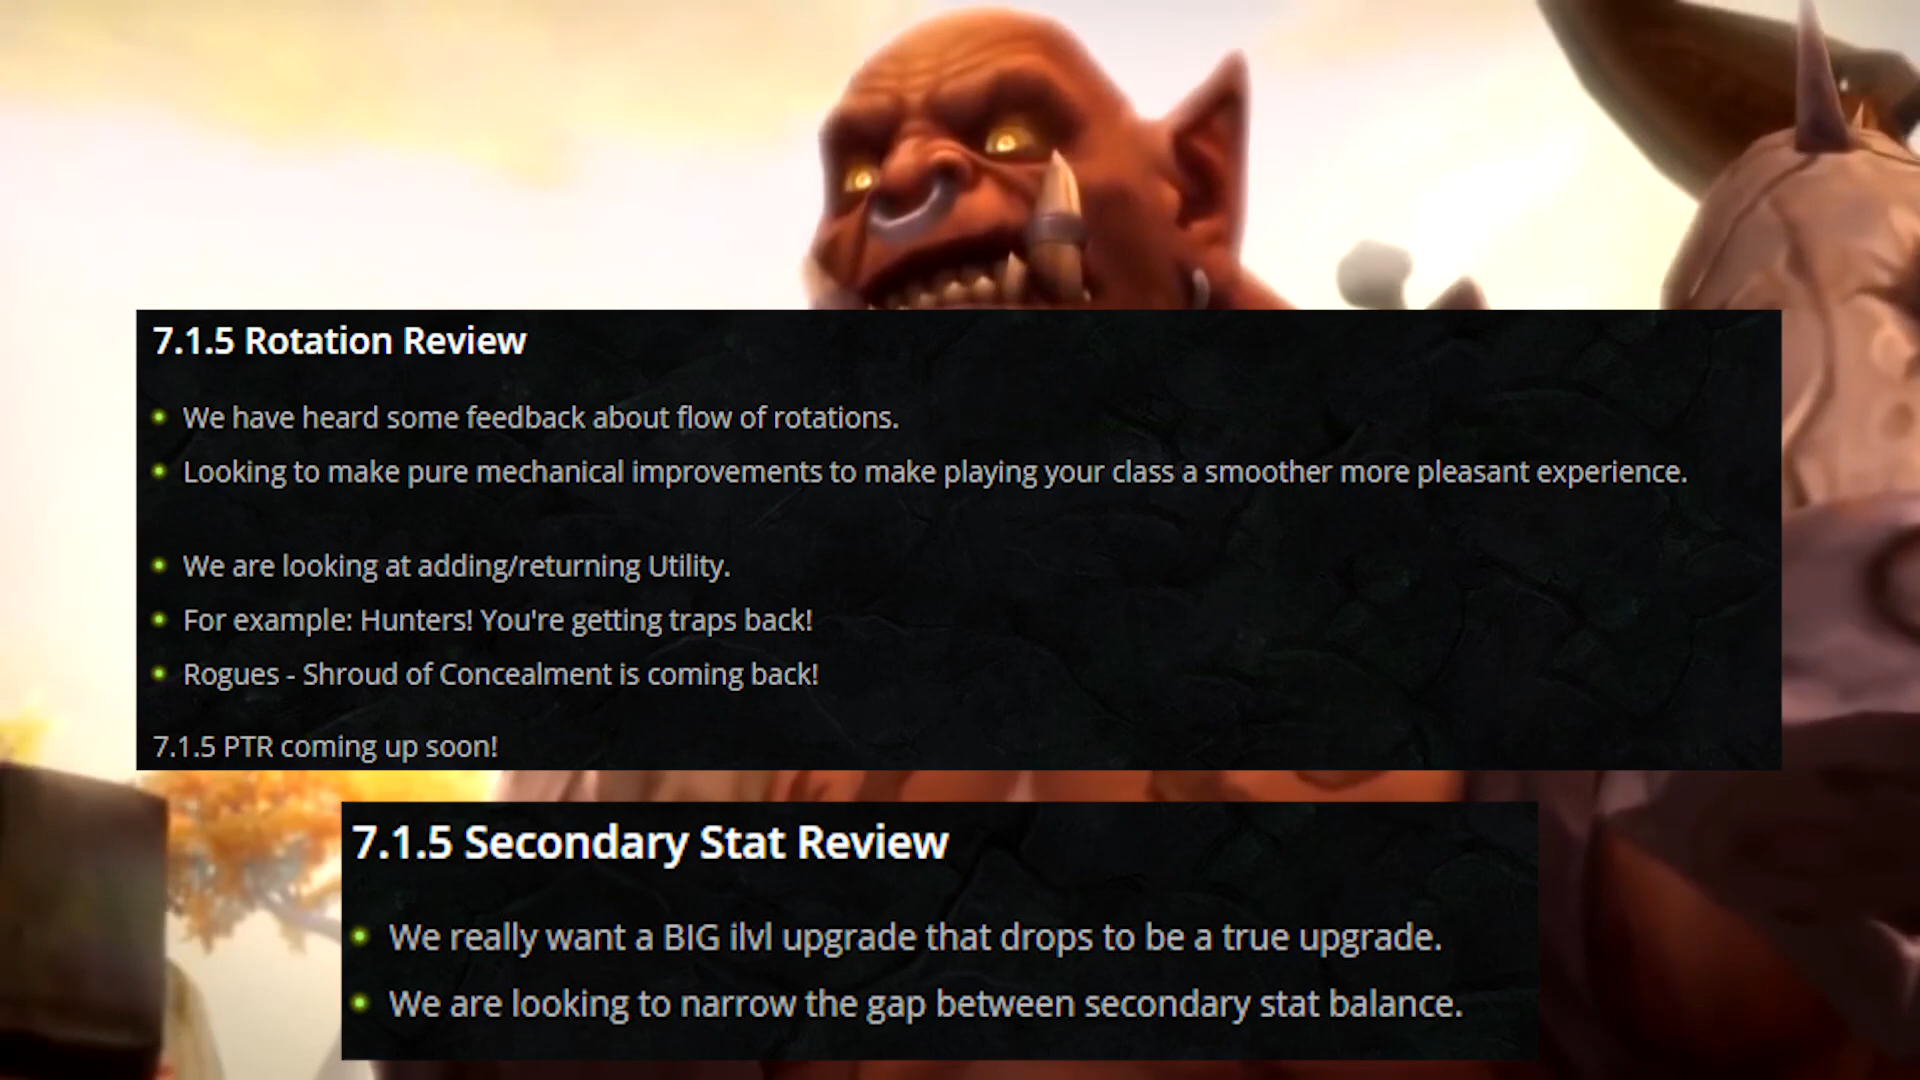 7.1.5 Rotation Review
We have heard some feedback about flow of rotations.
Looking to make pure mechanical improvements to make playing your class a smoother more pleasant experience.
We are looking at adding/returning Utility.
For example: Hunters! You're getting traps back!
Rogues - Shroud of Concealment is coming back!
7.1.5 PTR coming up soon!
7.1.5 Secondary Stat Review
We really want a BIG ilvl upgrade that drops to be a true upgrade.
We are looking to narrow the gap between secondary stat balance.